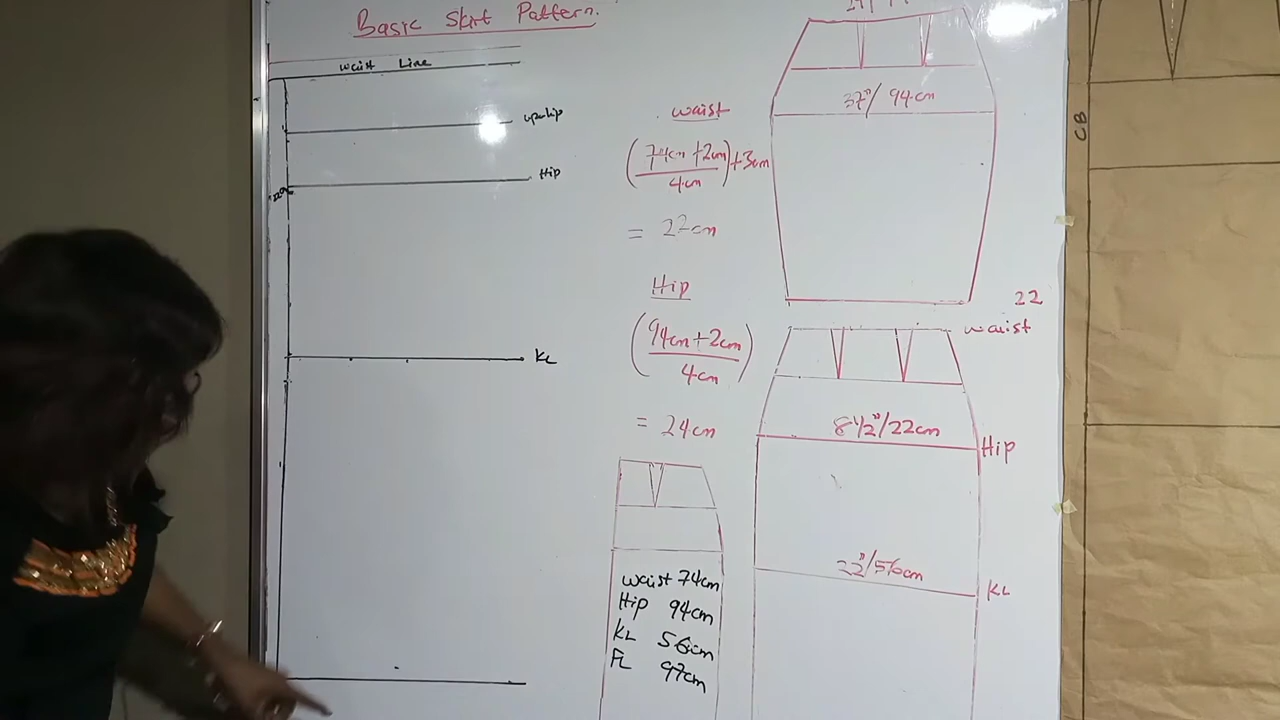 Basic Skirt Pattern.
waist Line
uperhip
Hip
KL
waist
(74cm + 2cm / 4cm) + 3cm
= 22cm
Hip
(94cm + 2cm / 4cm)
= 24cm
waist 74cm
Hip 94cm
KL 56cm
FL 97cm
37"/ 94cm
22
waist
8½"/22cm
Hip
22"/56cm
KL
CB